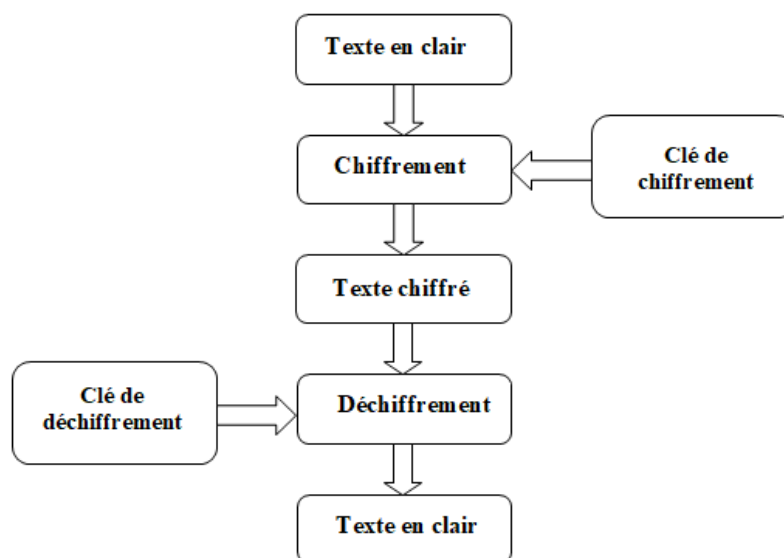 Texte en clair
Chiffrement
Clé de
chiffrement
Texte chiffré
Clé de
déchiffrement
Déchiffrement
Texte en clair